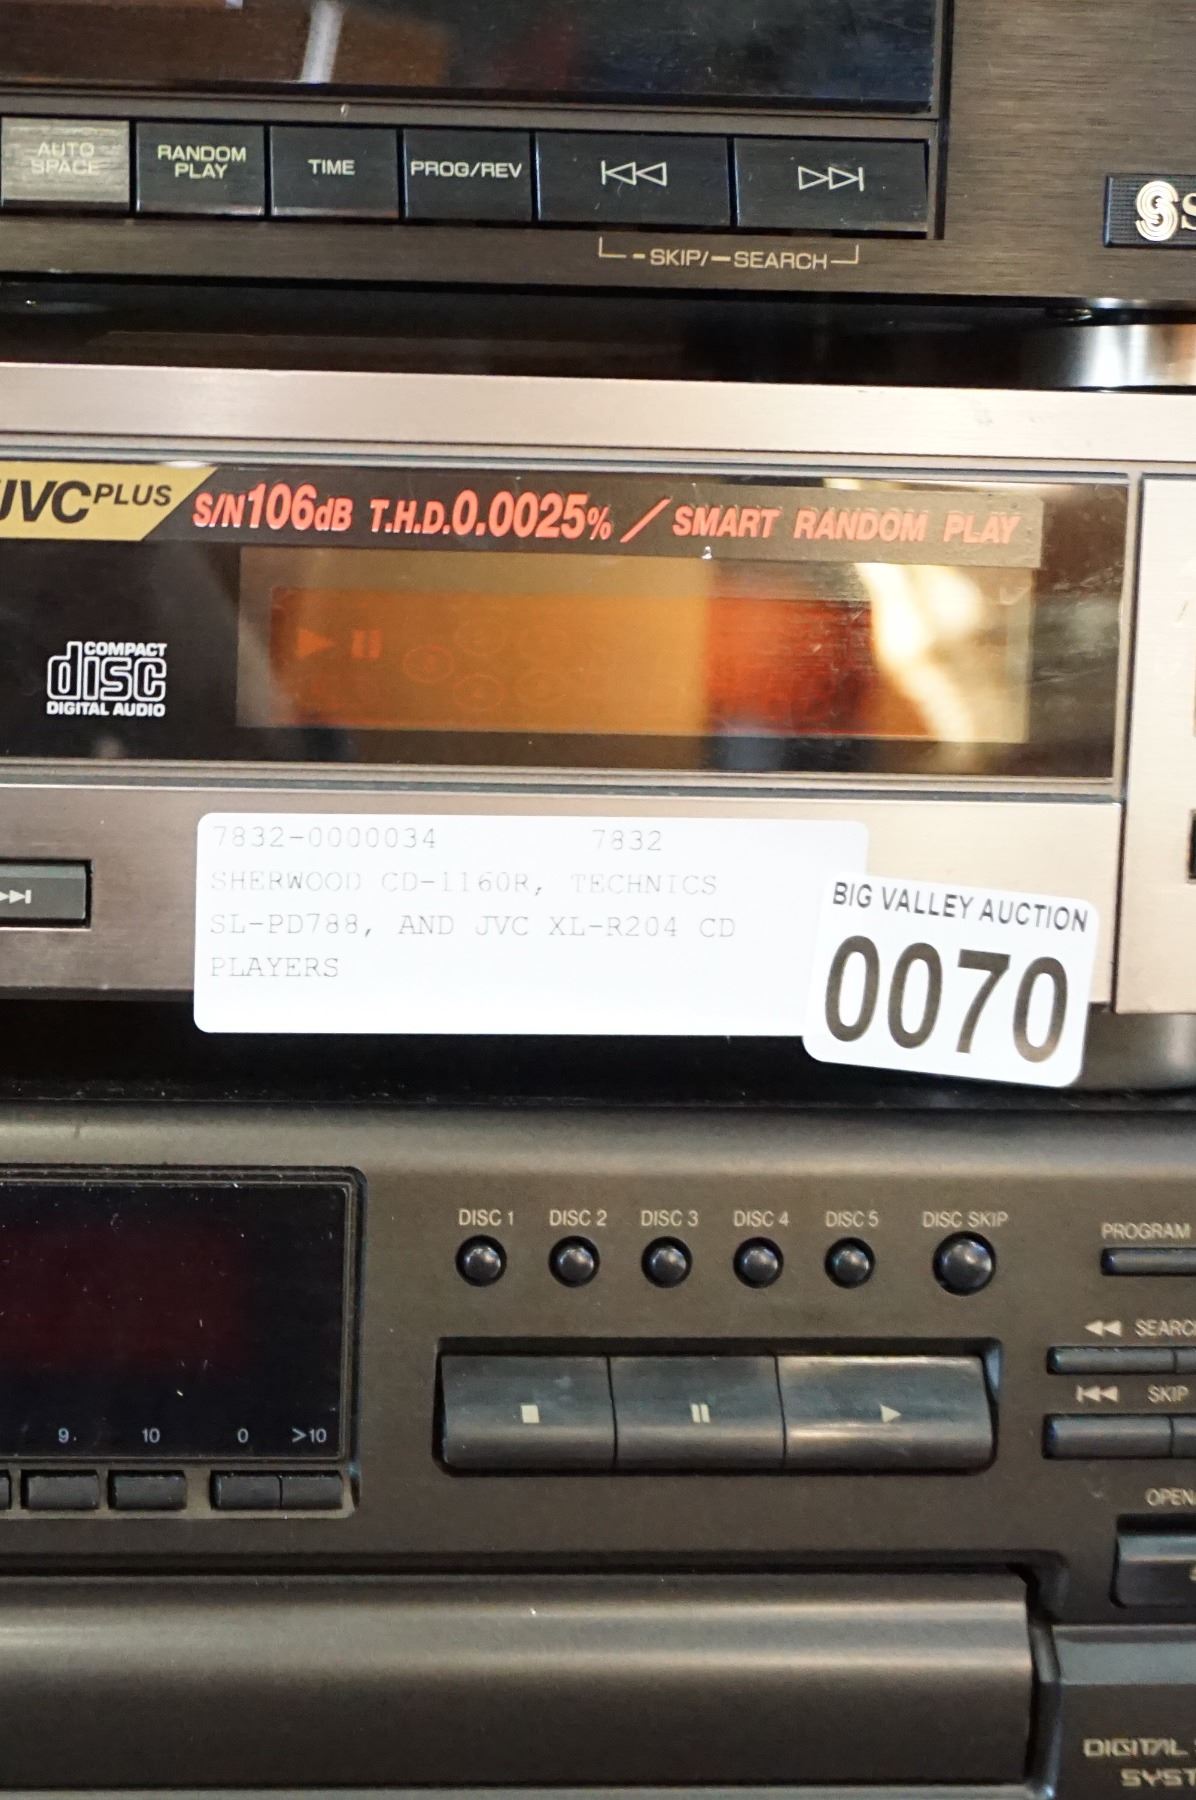 AUTO
SPACE
RANDOM
PLAY
TIME
PROG/REV
SKIP/ SEARCH
JVC PLUS
S/N106dB T.H.D.0.0025% / SMART RANDOM PLAY
COMPACT
disc
DIGITAL AUDIO
7832-0000034 7832
SHERWOOD CD-1160R, TECHNICS
SL-PD788, AND JVC XL-R204 CD
PLAYERS
BIG VALLEY AUCTION
0070
DISC 1 DISC 2 DISC 3 DISC 4 DISC 5 DISC SKIP
PROGRAM
SEARC
SKIP
9 10 0 >10
OPEN
DIGITAL
SYST